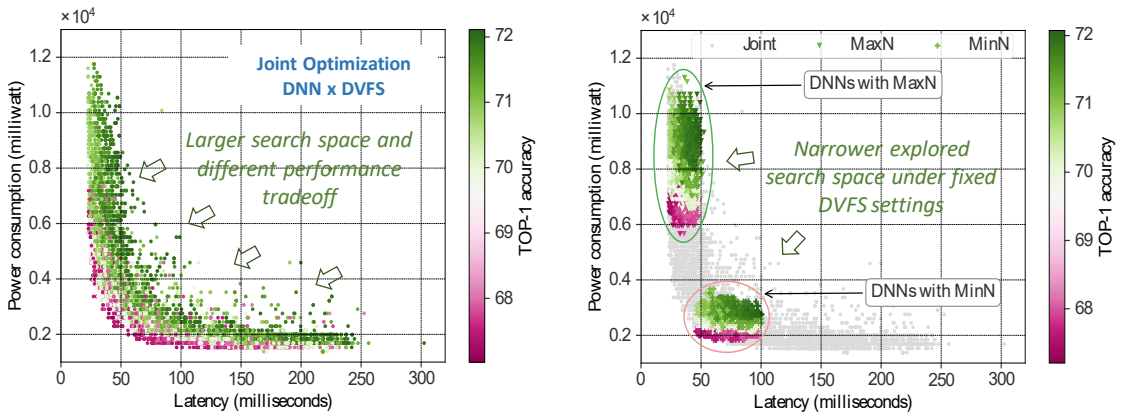 × 10⁴
1.2
1.0
0.8
0.6
0.4
0.2
Power consumption (milliwatt)
Joint Optimization
DNN x DVFS
Larger search space and
different performance
tradeoff
0 50 100 150 200 250 300
Latency (milliseconds)
72
71
70
69
68
TOP-1 accuracy
× 10⁴
1.2
1.0
0.8
0.6
0.4
0.2
Power consumption (milliwatt)
Joint MaxN MinN
DNNs with MaxN
Narrower explored
search space under fixed
DVFS settings
DNNs with MinN
0 50 100 150 200 250 300
Latency (milliseconds)
72
71
70
69
68
TOP-1 accuracy